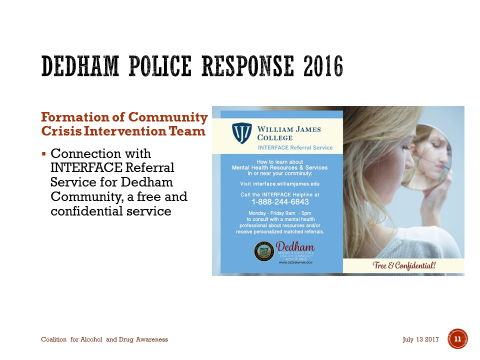 DEDHAM POLICE RESPONSE 2016
Formation of Community
Crisis Intervention Team
▪ Connection with
INTERFACE Referral
Service for Dedham
Community, a free and
confidential service
WILLIAM JAMES
COLLEGE
INTERFACE Referral Service
How to learn about
Mental Health Resources & Services
in or near your community:
Visit interface.williamjames.edu
Call the INTERFACE Helpline at
1-888-244-6843
Monday - Friday 9am - 5pm
to consult with a mental health
professional about resources and/or
receive personalized matched referrals.
Dedham
Free & Confidential!
Coalition for Alcohol and Drug Awareness
July 13 2017
11